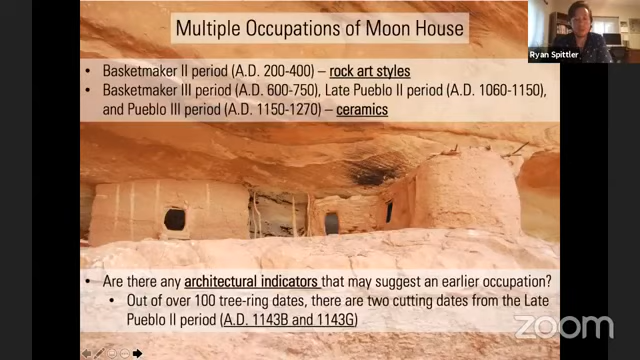 Multiple Occupations of Moon House
Ryan Spittler
• Basketmaker II period (A.D. 200-400) – rock art styles
• Basketmaker III period (A.D. 600-750), Late Pueblo II period (A.D. 1060-1150),
and Pueblo III period (A.D. 1150-1270) – ceramics
• Are there any architectural indicators that may suggest an earlier occupation?
• Out of over 100 tree-ring dates, there are two cutting dates from the Late
Pueblo II period (A.D. 1143B and 1143G)
zoom